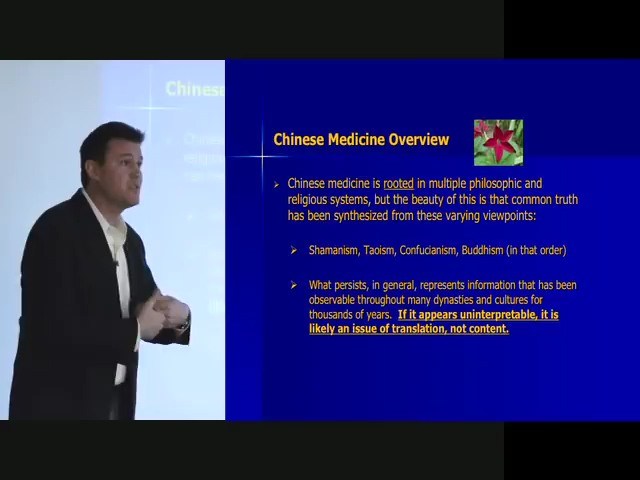 Chinese
Chinese Medicine Overview
Chinese medicine is rooted in multiple philosophic and
religious systems, but the beauty of this is that common truth
has been synthesized from these varying viewpoints:
Shamanism, Taoism, Confucianism, Buddhism (in that order)
What persists, in general, represents information that has been
observable throughout many dynasties and cultures for
thousands of years. If it appears uninterpretable, it is
likely an issue of translation, not content.